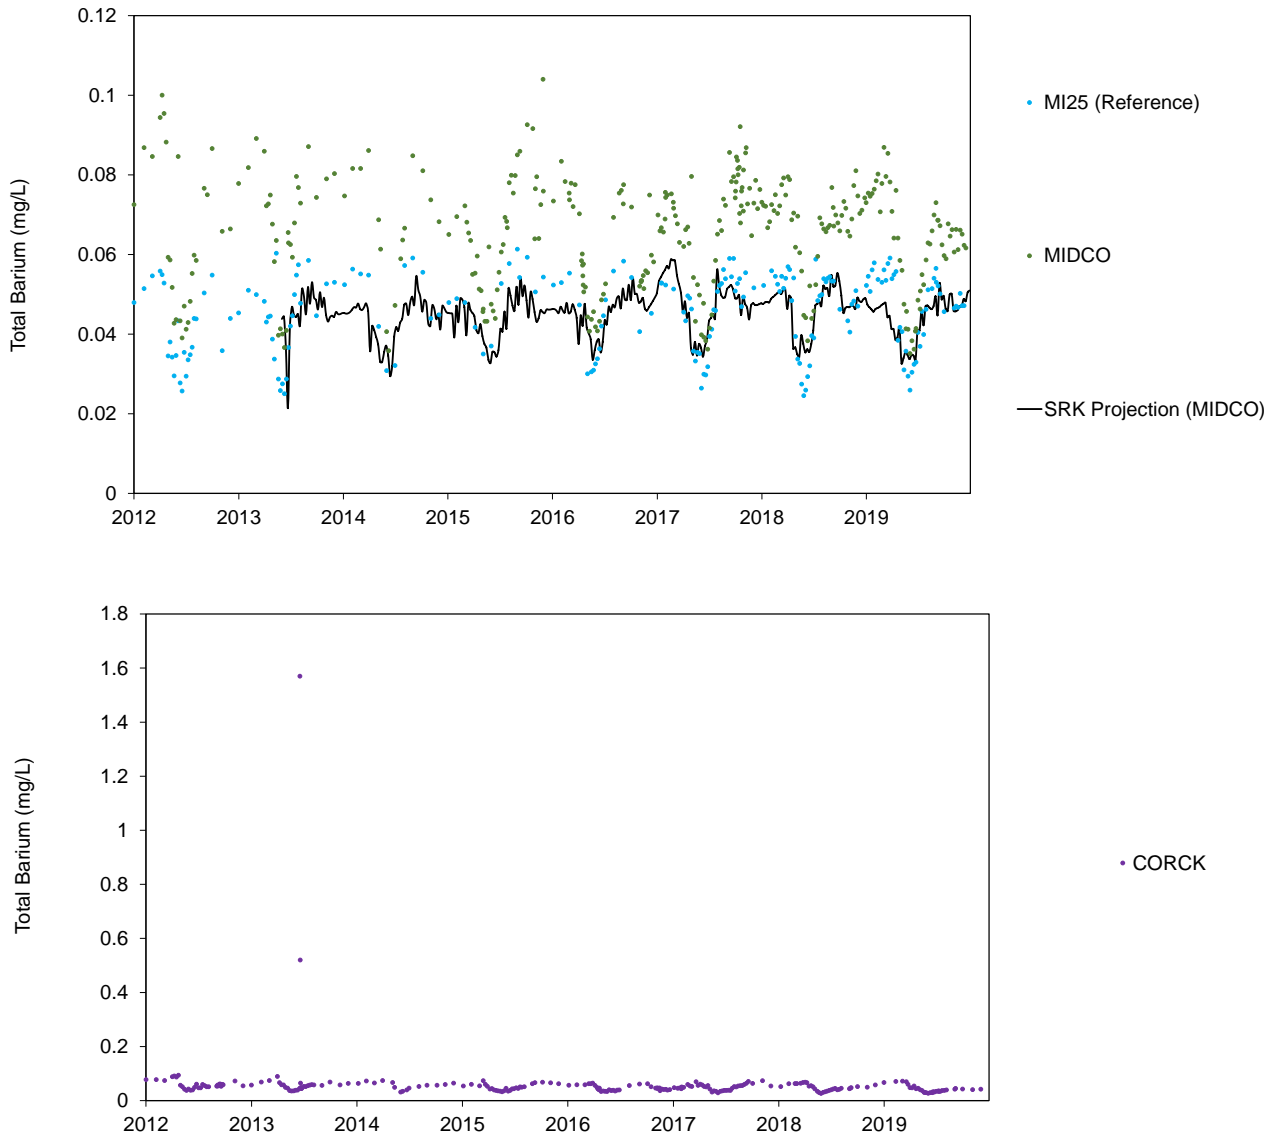 0.12
0.1
0.08
0.06
0.04
0.02
0
Total Barium (mg/L)
2012 2013 2014 2015 2016 2017 2018 2019
MI25 (Reference)
MIDCO
SRK Projection (MIDCO)
1.8
1.6
1.4
1.2
1
0.8
0.6
0.4
0.2
0
Total Barium (mg/L)
2012 2013 2014 2015 2016 2017 2018 2019
CORCK